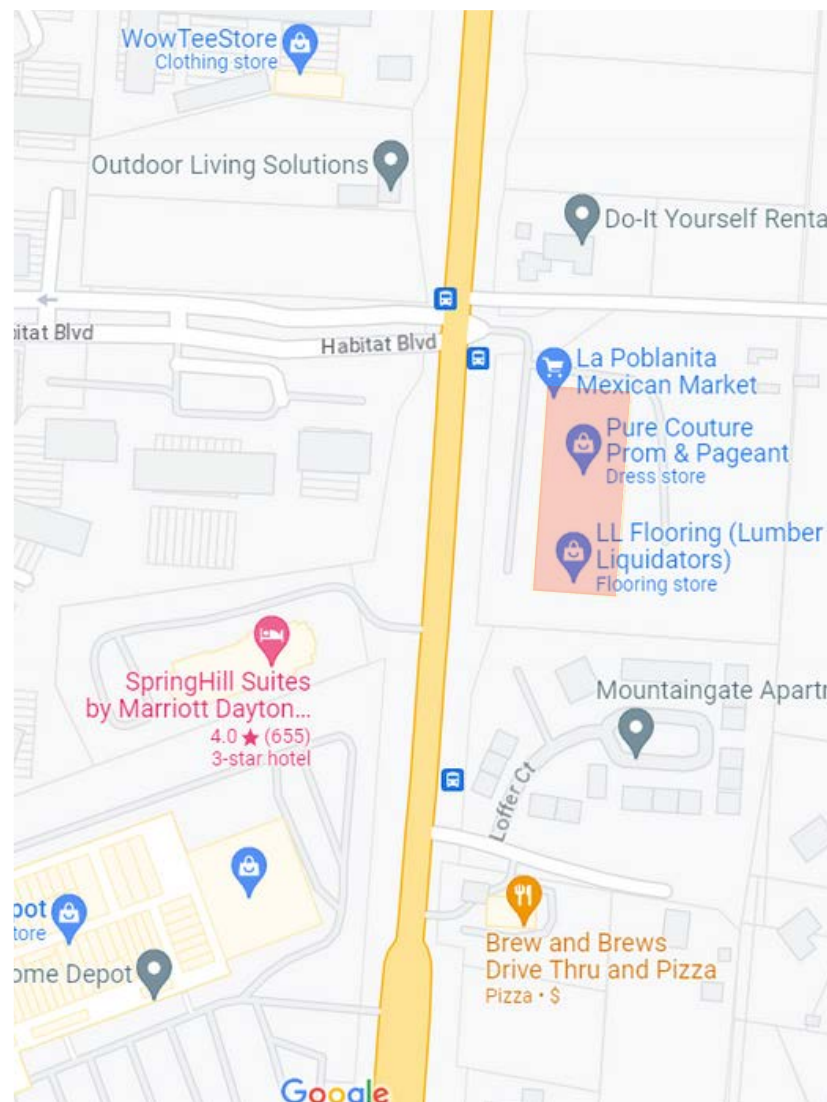 WowTeeStore
Clothing store
Outdoor Living Solutions
Do-It Yourself Renta
itat Blvd
Habitat Blvd
La Poblanita
Mexican Market
Pure Couture
Prom & Pageant
Dress store
LL Flooring (Lumber
Liquidators)
Flooring store
SpringHill Suites
by Marriott Dayton...
4.0 ★ (655)
3-star hotel
Mountaingate Apart
Loffer Ct
pot
tore
ome Depot
Brew and Brews
Drive Thru and Pizza
Pizza • $
Google